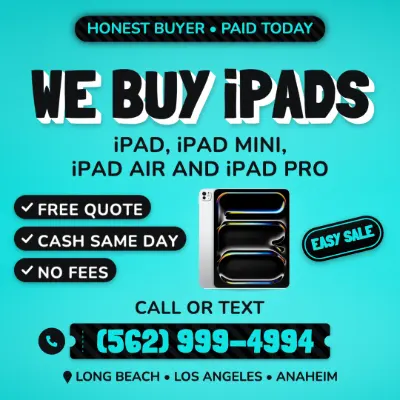 HONEST BUYER • PAID TODAY
WE BUY iPADS
iPAD, iPAD MINI,
iPAD AIR AND iPAD PRO
FREE QUOTE
CASH SAME DAY
NO FEES
EASY SALE
CALL OR TEXT
(562) 999-4994
LONG BEACH • LOS ANGELES • ANAHEIM